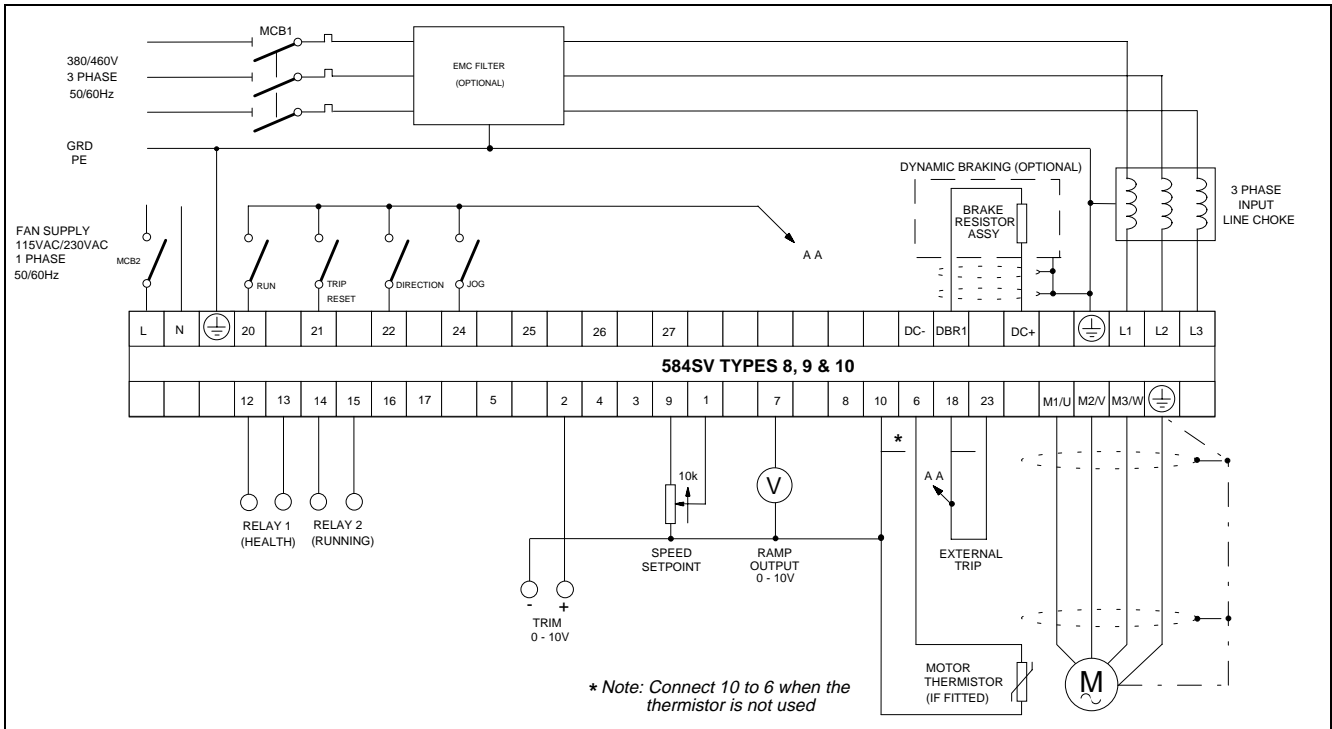 MCB1
380/460V
3 PHASE
50/60Hz
EMC FILTER
(OPTIONAL)
GRD
PE
DYNAMIC BRAKING (OPTIONAL)
BRAKE
RESISTOR
ASSY
3 PHASE
INPUT
LINE CHOKE
FAN SUPPLY
115VAC/230VAC
1 PHASE
50/60Hz
MCB2
RUN
TRIP
RESET
DIRECTION
JOG
A A
L N 20 21 22 24 25 26 27 DC- DBR1 DC+ L1 L2 L3
584SV TYPES 8, 9 & 10
12 13 14 15 16 17 5 2 4 3 9 1 7 8 10 6 18 23 M1/U M2/V M3/W
*
10k
V
A A
RELAY 1
(HEALTH)
RELAY 2
(RUNNING)
SPEED
SETPOINT
RAMP
OUTPUT
0 - 10V
EXTERNAL
TRIP
- +
TRIM
0 - 10V
MOTOR
THERMISTOR
(IF FITTED)
M
* Note: Connect 10 to 6 when the
thermistor is not used